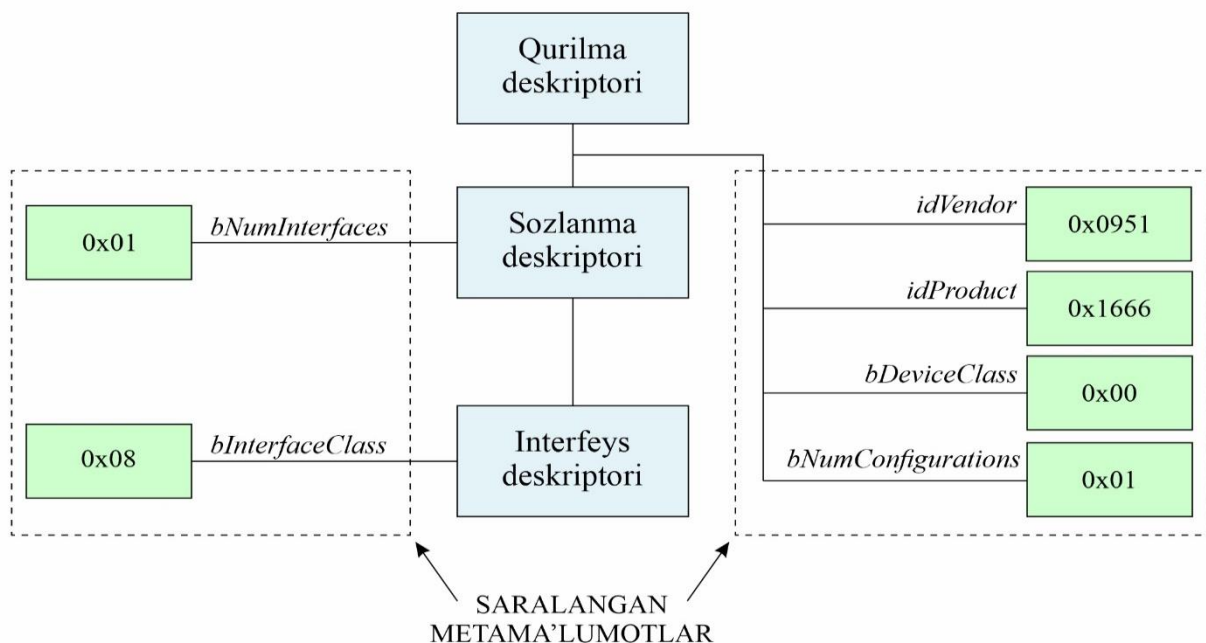 Qurilma
deskriptori
0x01
bNumInterfaces
Sozlanma
deskriptori
idVendor
0x0951
idProduct
0x1666
bDeviceClass
0x00
0x08
bInterfaceClass
Interfeys
deskriptori
bNumConfigurations
0x01
SARALANGAN
METAMA’LUMOTLAR